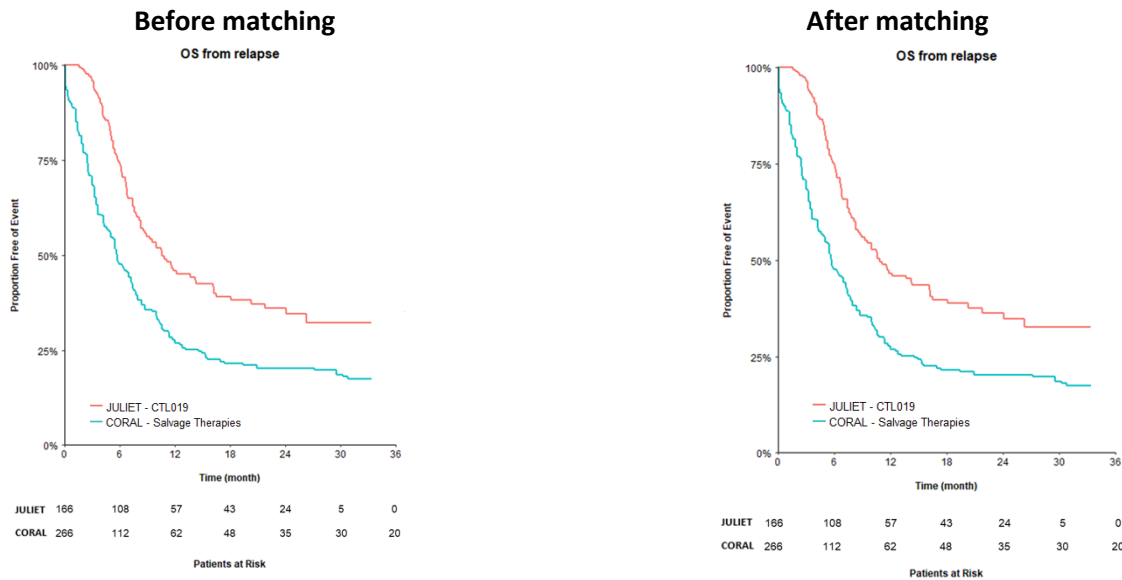 Before matching
OS from relapse
100%
75%
50%
25%
0%
Proportion Free of Event
JULIET - CTL019
CORAL - Salvage Therapies
0 6 12 18 24 30 36
Time (month)
JULIET 166 108 57 43 24 5 0
CORAL 266 112 62 48 35 30 20
Patients at Risk
After matching
OS from relapse
100%
75%
50%
25%
0%
Proportion Free of Event
JULIET - CTL019
CORAL - Salvage Therapies
0 6 12 18 24 30 36
Time (month)
JULIET 166 108 57 43 24 5 0
CORAL 266 112 62 48 35 30 20
Patients at Risk